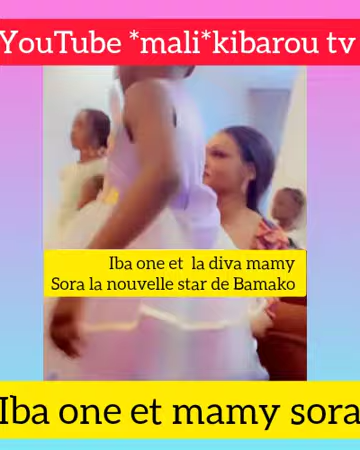 YouTube *mali*kibarou tv
Iba one et la diva mamy
Sora la nouvelle star de Bamako
Iba one et mamy sora